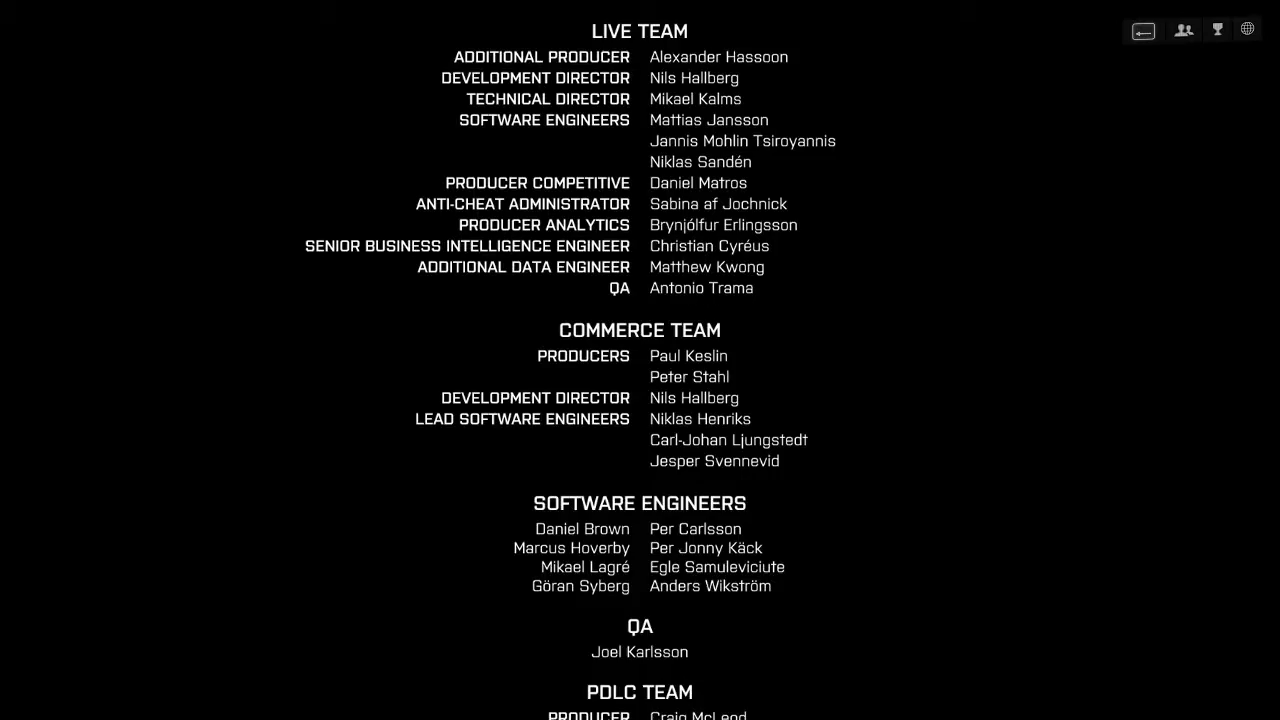 LIVE TEAM
ADDITIONAL PRODUCER Alexander Hassoon
DEVELOPMENT DIRECTOR Nils Hallberg
TECHNICAL DIRECTOR Mikael Kalms
SOFTWARE ENGINEERS Mattias Jansson
Jannis Mohlin Tsiroyannis
Niklas Sandén
PRODUCER COMPETITIVE Daniel Matros
ANTI-CHEAT ADMINISTRATOR Sabina af Jochnick
PRODUCER ANALYTICS Brynjólfur Erlingsson
SENIOR BUSINESS INTELLIGENCE ENGINEER Christian Cyréus
ADDITIONAL DATA ENGINEER Matthew Kwong
QA Antonio Trama
COMMERCE TEAM
PRODUCERS Paul Keslin
Peter Stahl
DEVELOPMENT DIRECTOR Nils Hallberg
LEAD SOFTWARE ENGINEERS Niklas Henriks
Carl-Johan Ljungstedt
Jesper Svennevid
SOFTWARE ENGINEERS
Daniel Brown Per Carlsson
Marcus Hoverby Per Jonny Käck
Mikael Lagré Egle Samuleviciute
Göran Syberg Anders Wikström
QA
Joel Karlsson
PDLC TEAM
PRODUCER Craig McLeod